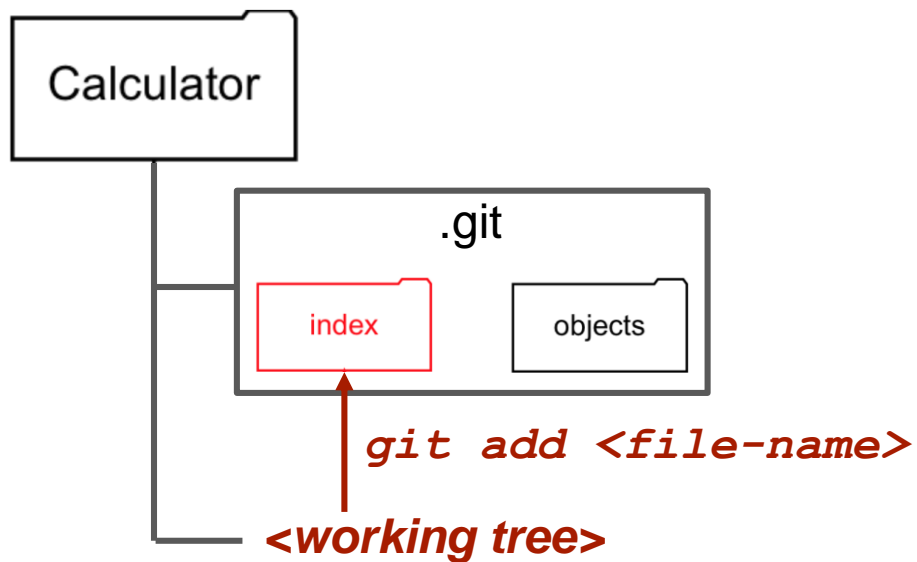 Calculator
.git
index
objects
git add <file-name>
<working tree>